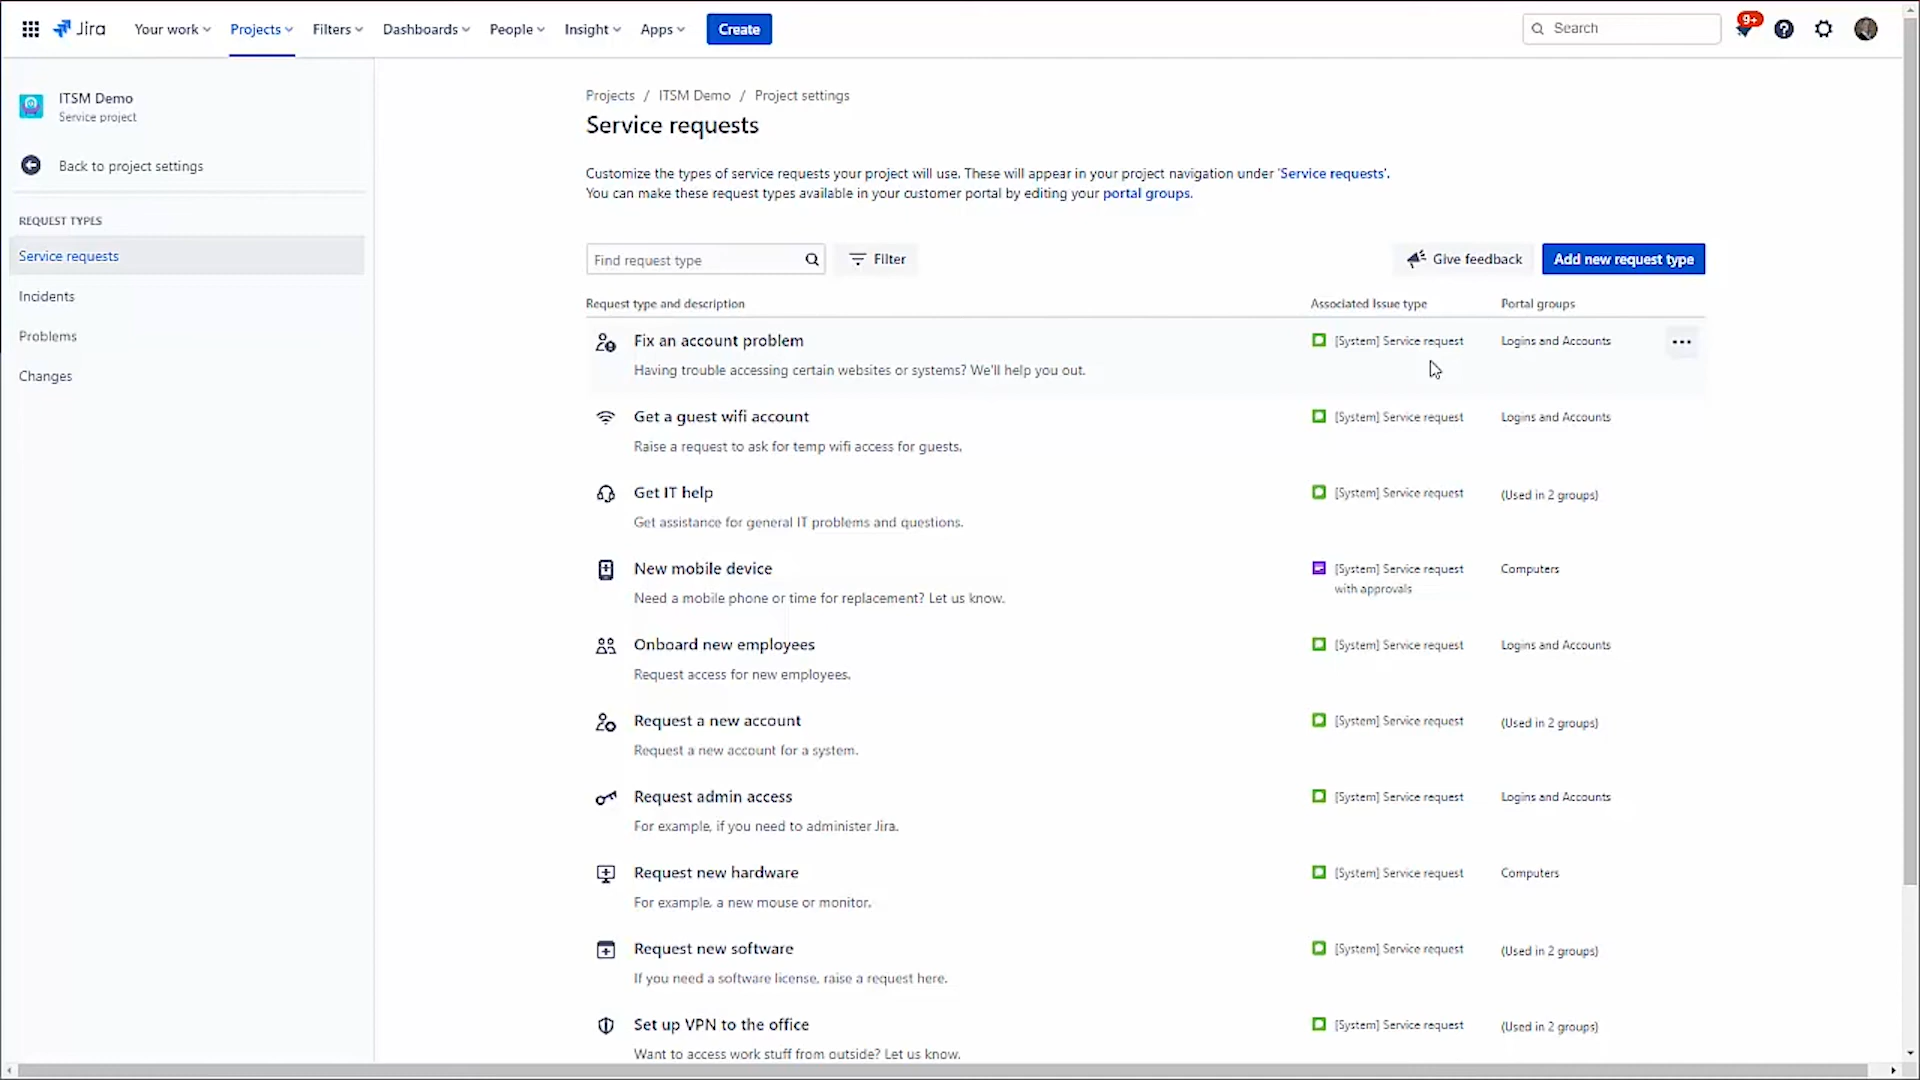 Jira
Your work
Projects
Filters
Dashboards
People
Insight
Apps
Create
Search
9+
ITSM Demo
Service project
Back to project settings
REQUEST TYPES
Service requests
Incidents
Problems
Changes
Projects / ITSM Demo / Project settings
Service requests
Customize the types of service requests your project will use. These will appear in your project navigation under 'Service requests'.
You can make these request types available in your customer portal by editing your portal groups.
Find request type
Filter
Give feedback
Add new request type
Request type and description
Associated Issue type
Portal groups
Fix an account problem
[System] Service request
Logins and Accounts
Having trouble accessing certain websites or systems? We'll help you out.
Get a guest wifi account
[System] Service request
Logins and Accounts
Raise a request to ask for temp wifi access for guests.
Get IT help
[System] Service request
(Used in 2 groups)
Get assistance for general IT problems and questions.
New mobile device
[System] Service request
with approvals
Computers
Need a mobile phone or time for replacement? Let us know.
Onboard new employees
[System] Service request
Logins and Accounts
Request access for new employees.
Request a new account
[System] Service request
(Used in 2 groups)
Request a new account for a system.
Request admin access
[System] Service request
Logins and Accounts
For example, if you need to administer Jira.
Request new hardware
[System] Service request
Computers
For example, a new mouse or monitor.
Request new software
[System] Service request
(Used in 2 groups)
If you need a software license, raise a request here.
Set up VPN to the office
[System] Service request
(Used in 2 groups)
Want to access work stuff from outside? Let us know.